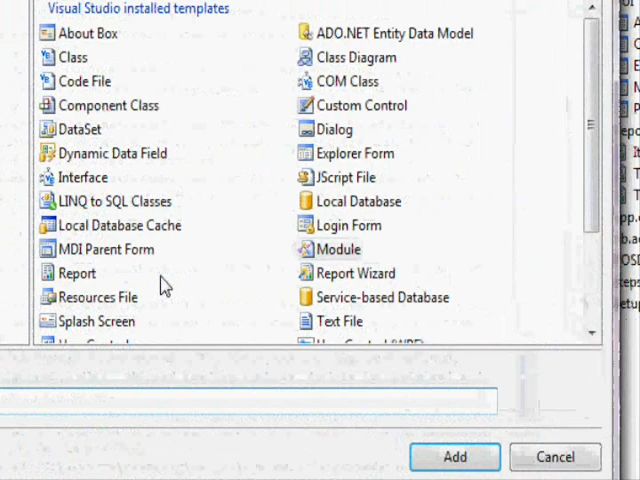 Visual Studio installed templates
About Box
ADO.NET Entity Data Model
Class
Class Diagram
Code File
COM Class
Component Class
Custom Control
DataSet
Dialog
Dynamic Data Field
Explorer Form
Interface
JScript File
LINQ to SQL Classes
Local Database
Local Database Cache
Login Form
MDI Parent Form
Module
Report
Report Wizard
Resources File
Service-based Database
Splash Screen
Text File
Add
Cancel